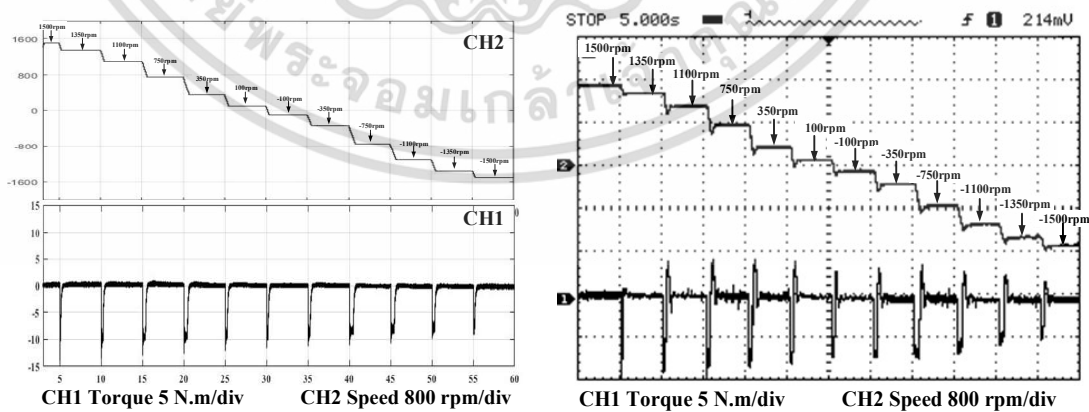 STOP 5.000s 1 214mV
1600
800
0
-800
-1600
CH2
1500rpm
1350rpm
1100rpm
750rpm
350rpm
100rpm
-100rpm
-350rpm
-750rpm
-1100rpm
-1350rpm
-1500rpm
15
10
5
0
-5
-10
-15
CH1
5 10 15 20 25 30 35 40 45 50 55 60
CH1 Torque 5 N.m/div CH2 Speed 800 rpm/div
1500rpm
1350rpm
1100rpm
750rpm
350rpm
100rpm
-100rpm
-350rpm
-750rpm
-1100rpm
-1350rpm
-1500rpm
2
1
CH1 Torque 5 N.m/div CH2 Speed 800 rpm/div